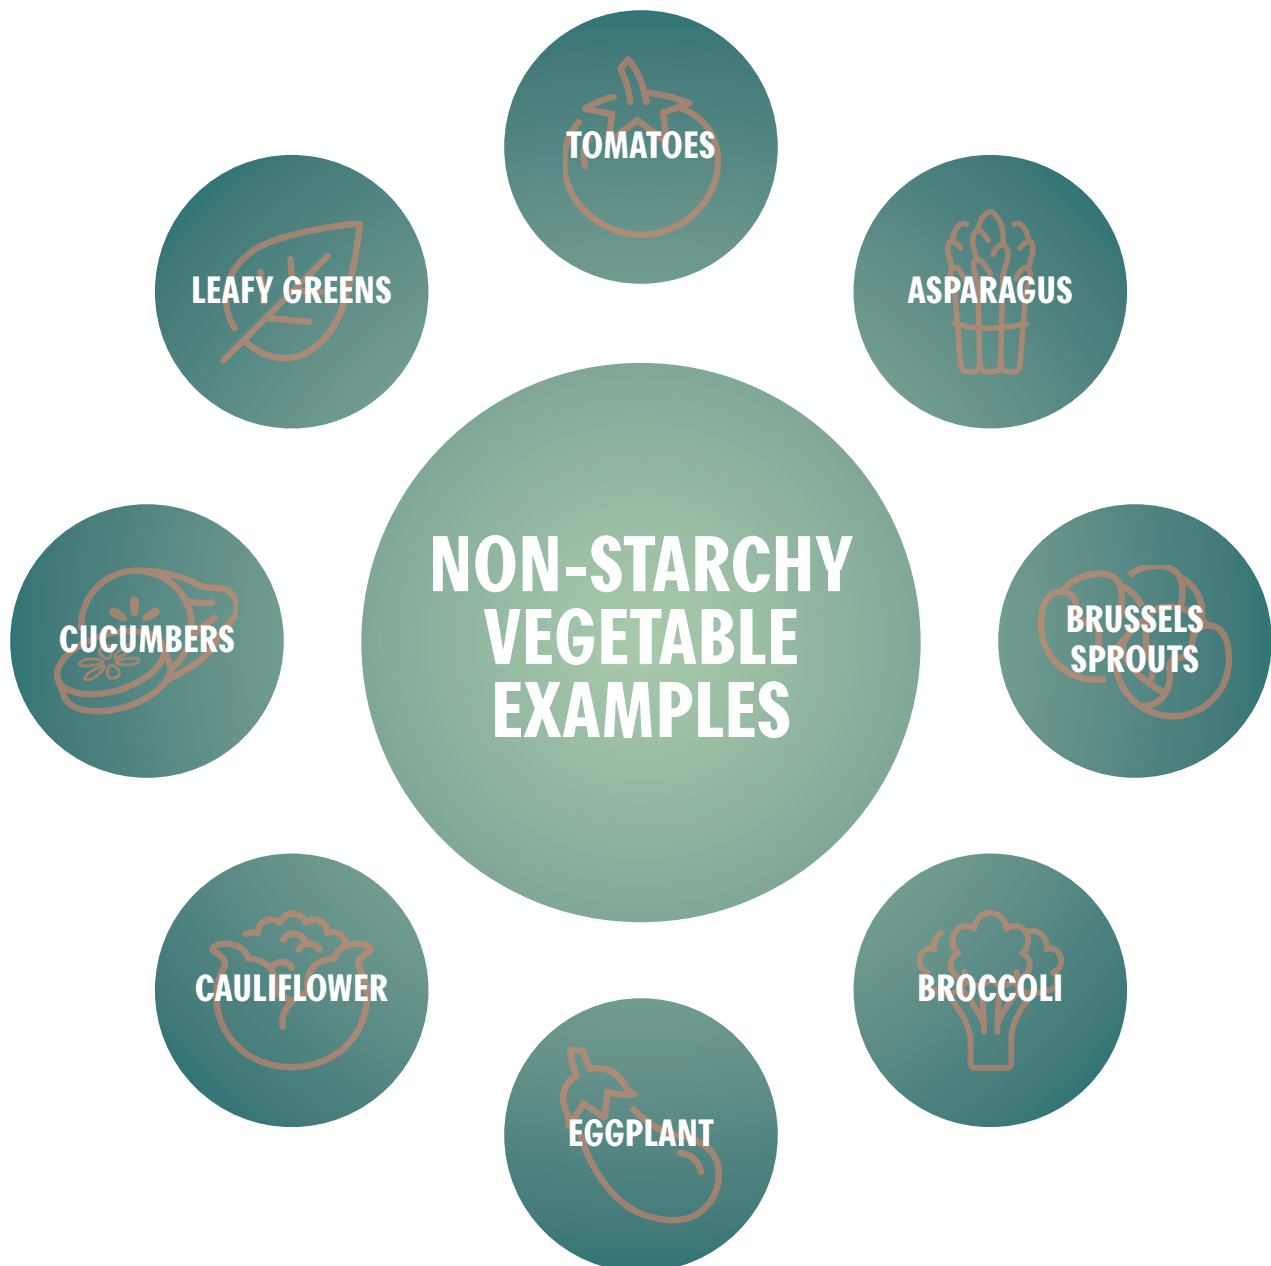 TOMATOES
LEAFY GREENS
ASPARAGUS
NON-STARCHY
VEGETABLE
EXAMPLES
CUCUMBERS
BRUSSELS
SPROUTS
CAULIFLOWER
BROCCOLI
EGGPLANT